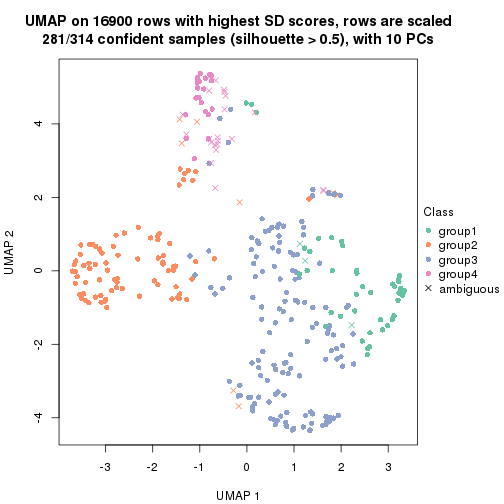 UMAP on 16900 rows with highest SD scores, rows are scaled
281/314 confident samples (silhouette > 0.5), with 10 PCs
4
2
0
-2
-4
UMAP 2
-3
-2
-1
0
1
2
3
UMAP 1
Class
group1
group2
group3
group4
ambiguous